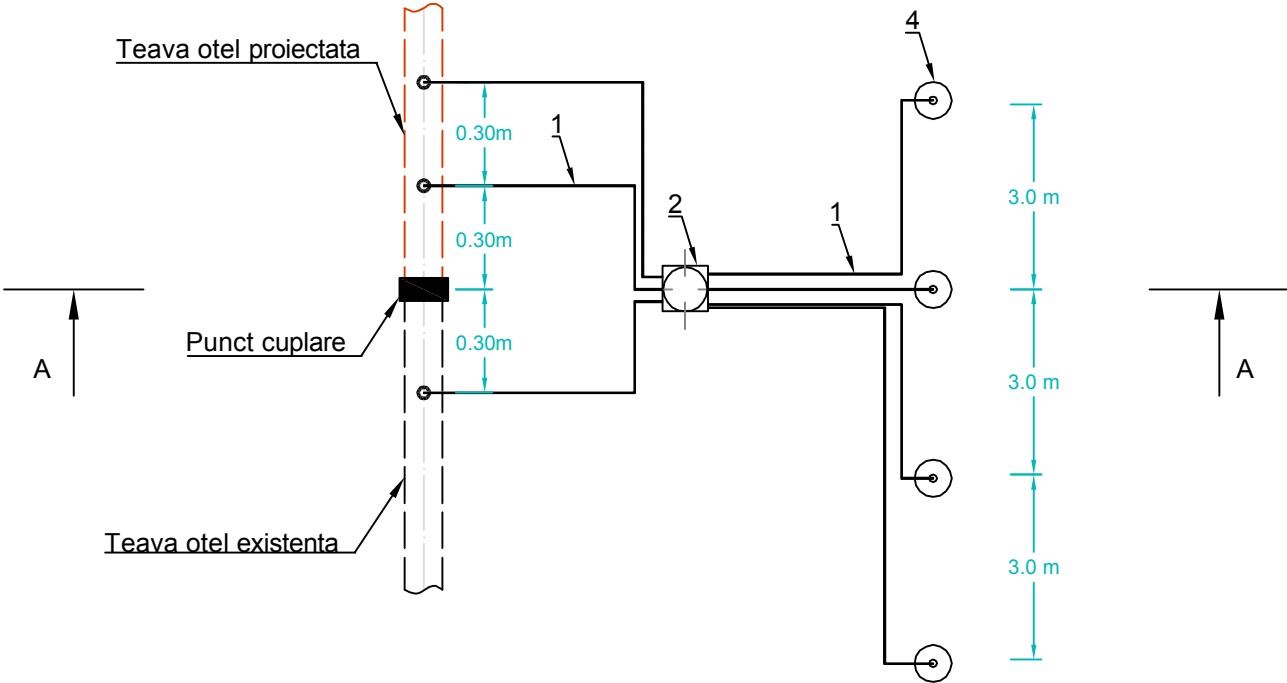 4
Teava otel proiectata
0.30m
1
3.0 m
2
1
0.30m
Punct cuplare
0.30m
A
A
3.0 m
Teava otel existenta
3.0 m